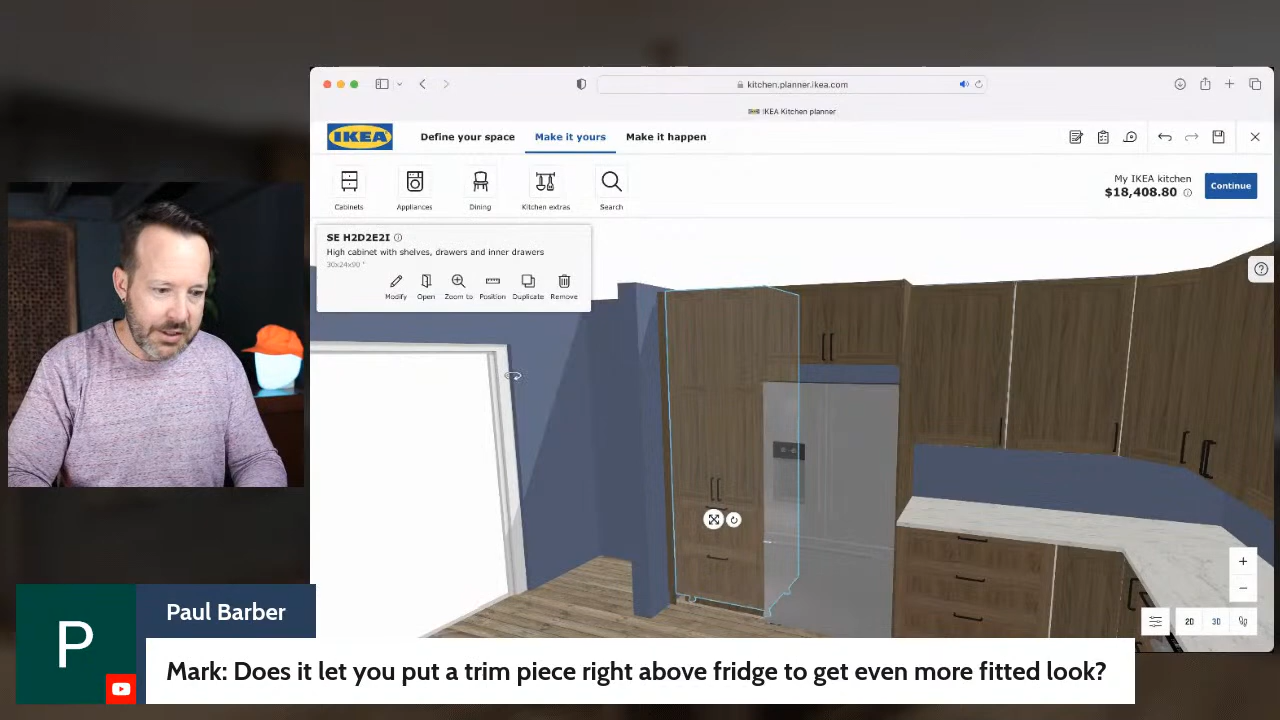 kitchen.planner.ikea.com
IKEA Kitchen planner
IKEA
Define your space
Make it yours
Make it happen
Cabinets
Appliances
Dining
Kitchen extras
Search
My IKEA kitchen
$18,408.80
Continue
SE H2D2E2I
High cabinet with shelves, drawers and inner drawers
30x24x90 "
Modify
Open
Zoom to
Position
Duplicate
Remove
2D
3D
P
Paul Barber
Mark: Does it let you put a trim piece right above fridge to get even more fitted look?